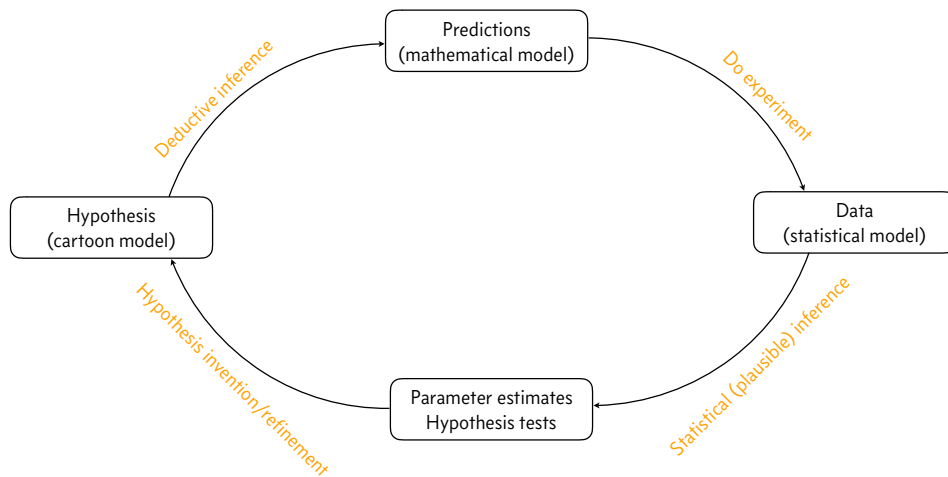 Predictions
(mathematical model)
Deductive inference
Do experiment
Hypothesis
(cartoon model)
Data
(statistical model)
Hypothesis invention/refinement
Statistical (plausible) inference
Parameter estimates
Hypothesis tests